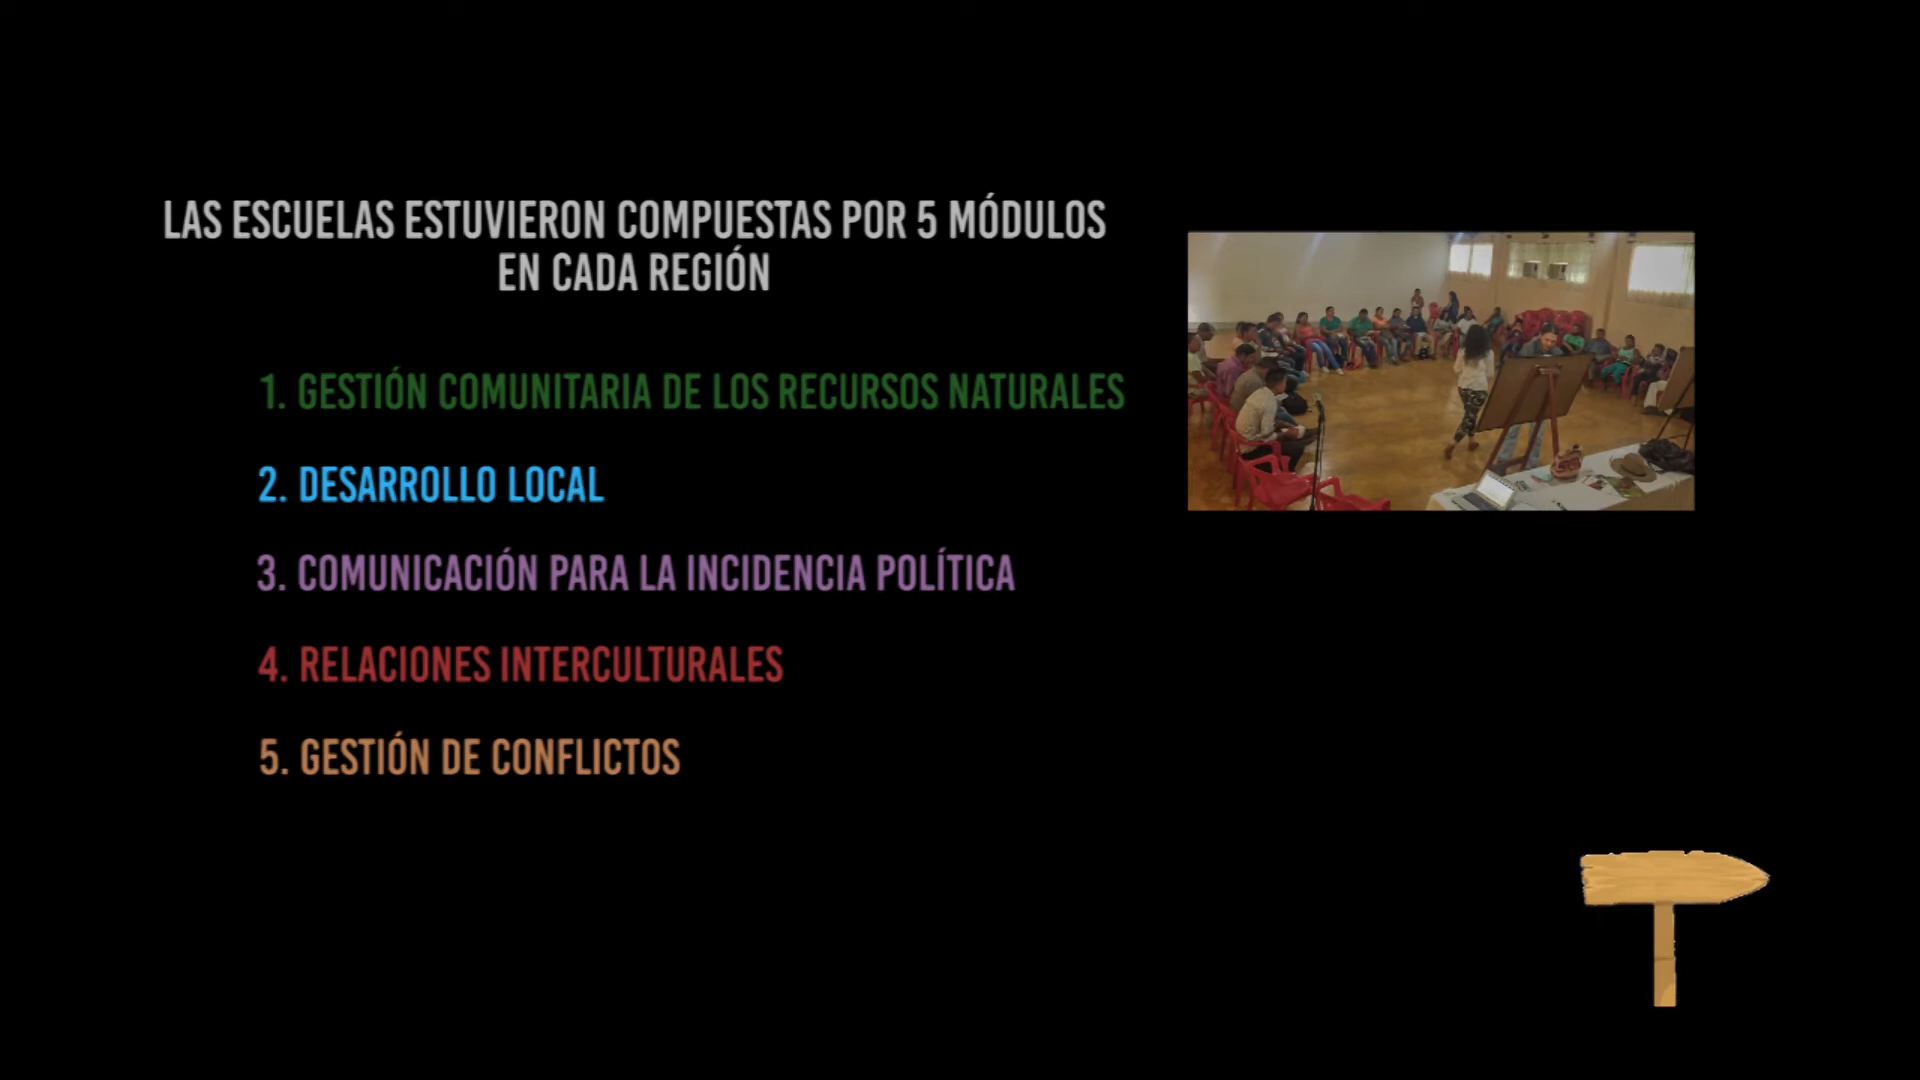 LAS ESCUELAS ESTUVIERON COMPUESTAS POR 5 MÓDULOS
EN CADA REGIÓN
1. GESTIÓN COMUNITARIA DE LOS RECURSOS NATURALES
2. DESARROLLO LOCAL
3. COMUNICACIÓN PARA LA INCIDENCIA POLÍTICA
4. RELACIONES INTERCULTURALES
5. GESTIÓN DE CONFLICTOS